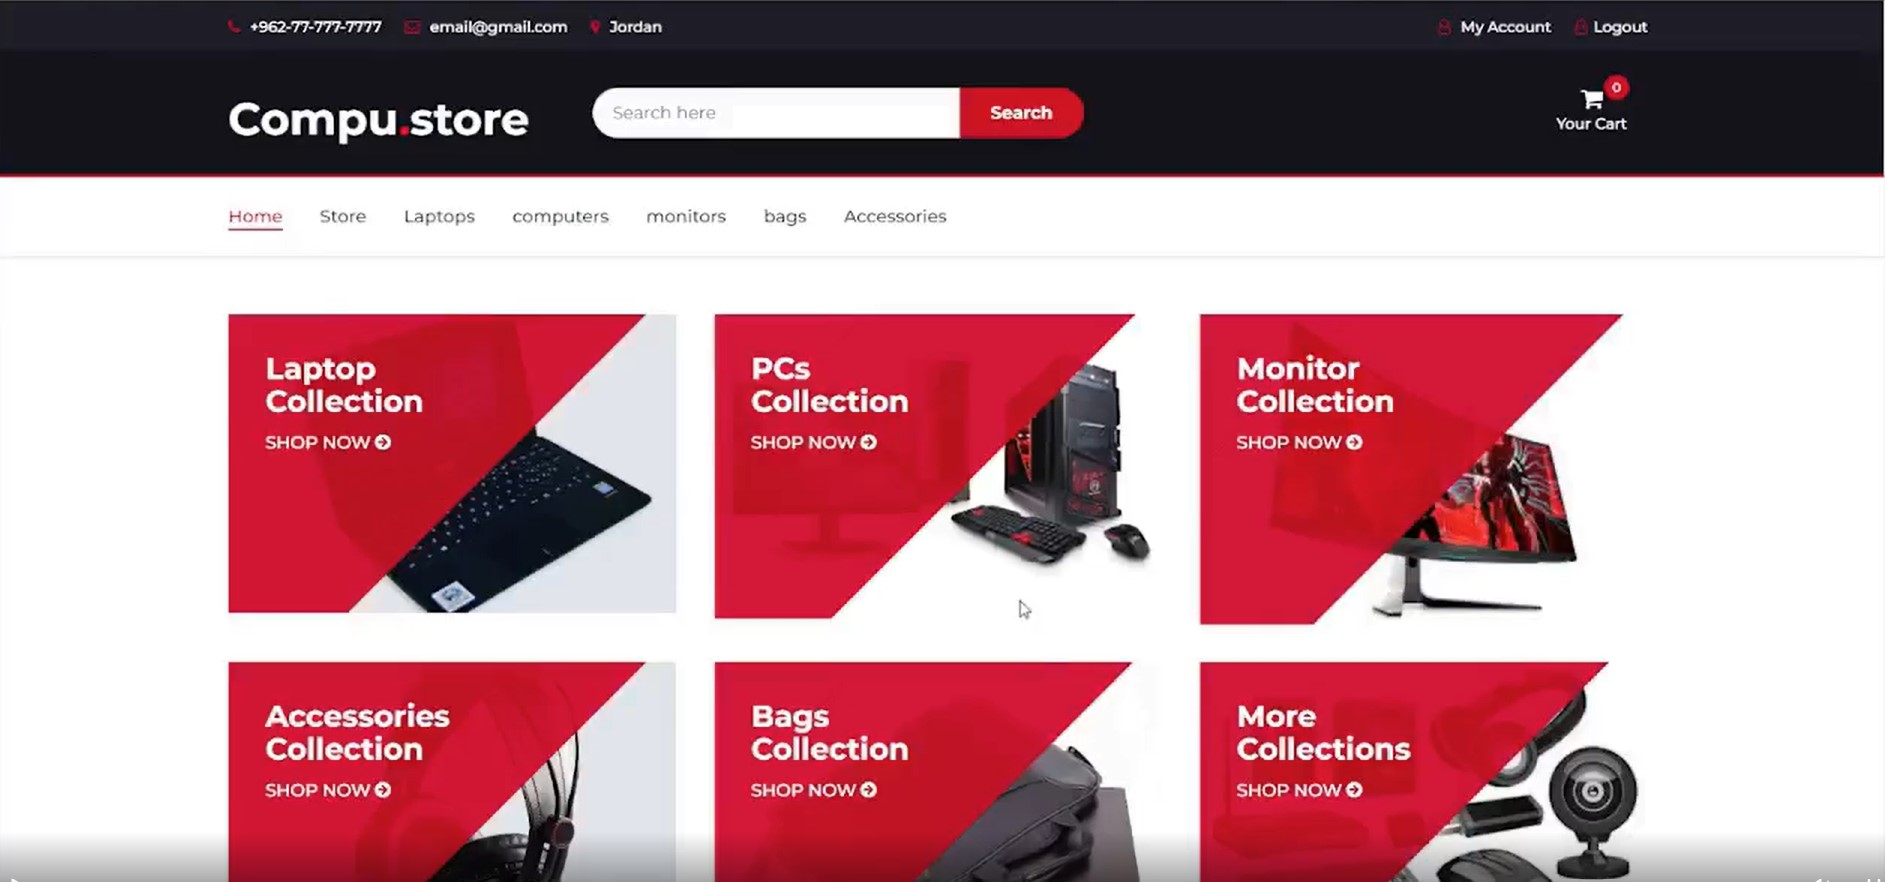 +962-77-777-7777 email@gmail.com Jordan My Account Logout
Compu.store Search here Search 0
Your Cart
Home Store Laptops computers monitors bags Accessories
Laptop
Collection
SHOP NOW
PCs
Collection
SHOP NOW
Monitor
Collection
SHOP NOW
Accessories
Collection
SHOP NOW
Bags
Collection
SHOP NOW
More
Collections
SHOP NOW